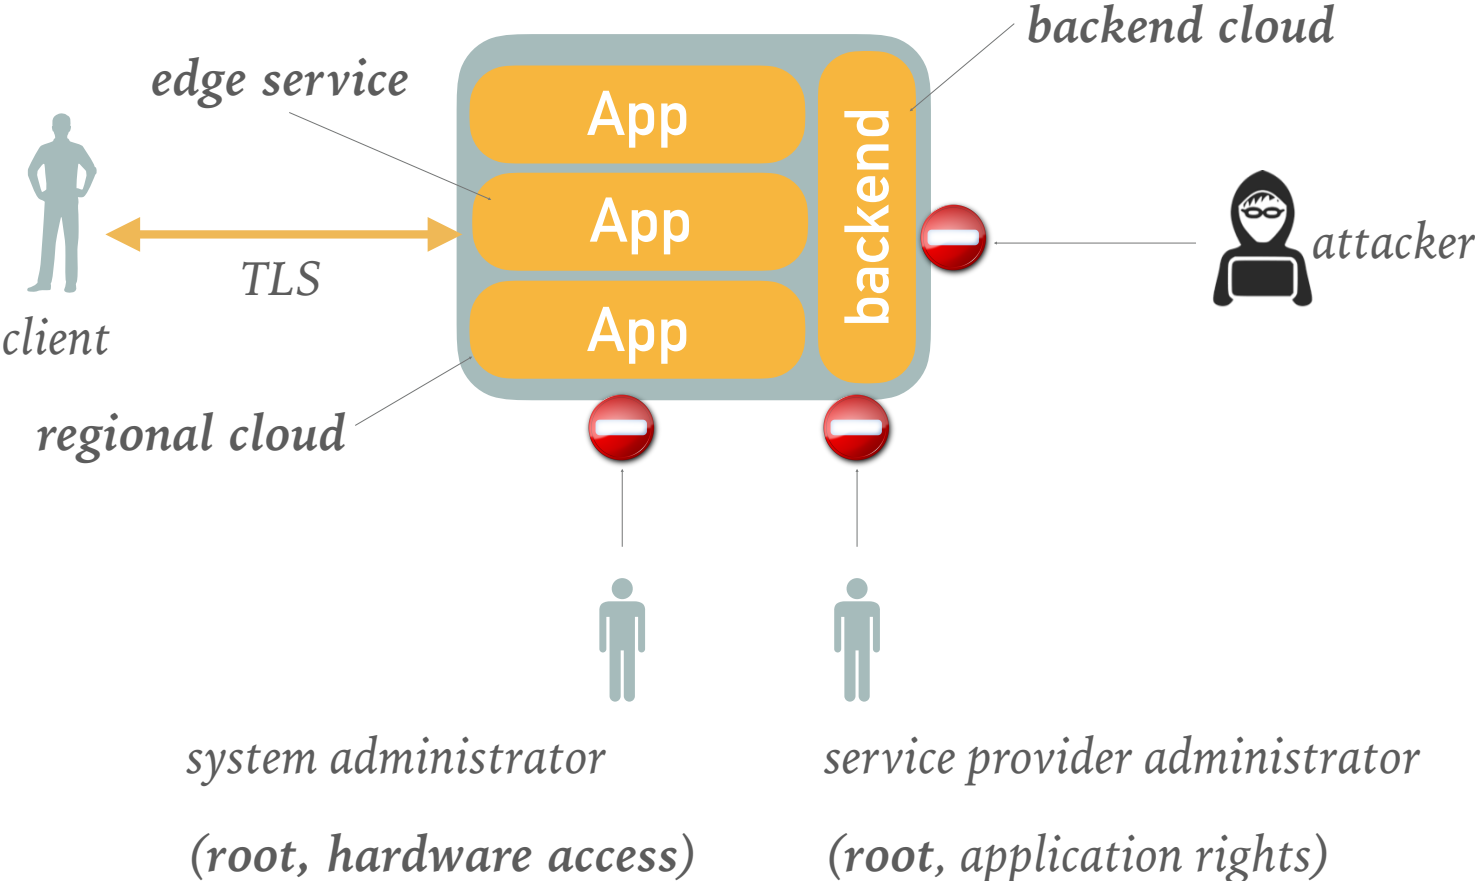 backend cloud
edge service
App
App
App
backend
TLS
client
attacker
regional cloud
system administrator
(root, hardware access)
service provider administrator
(root, application rights)